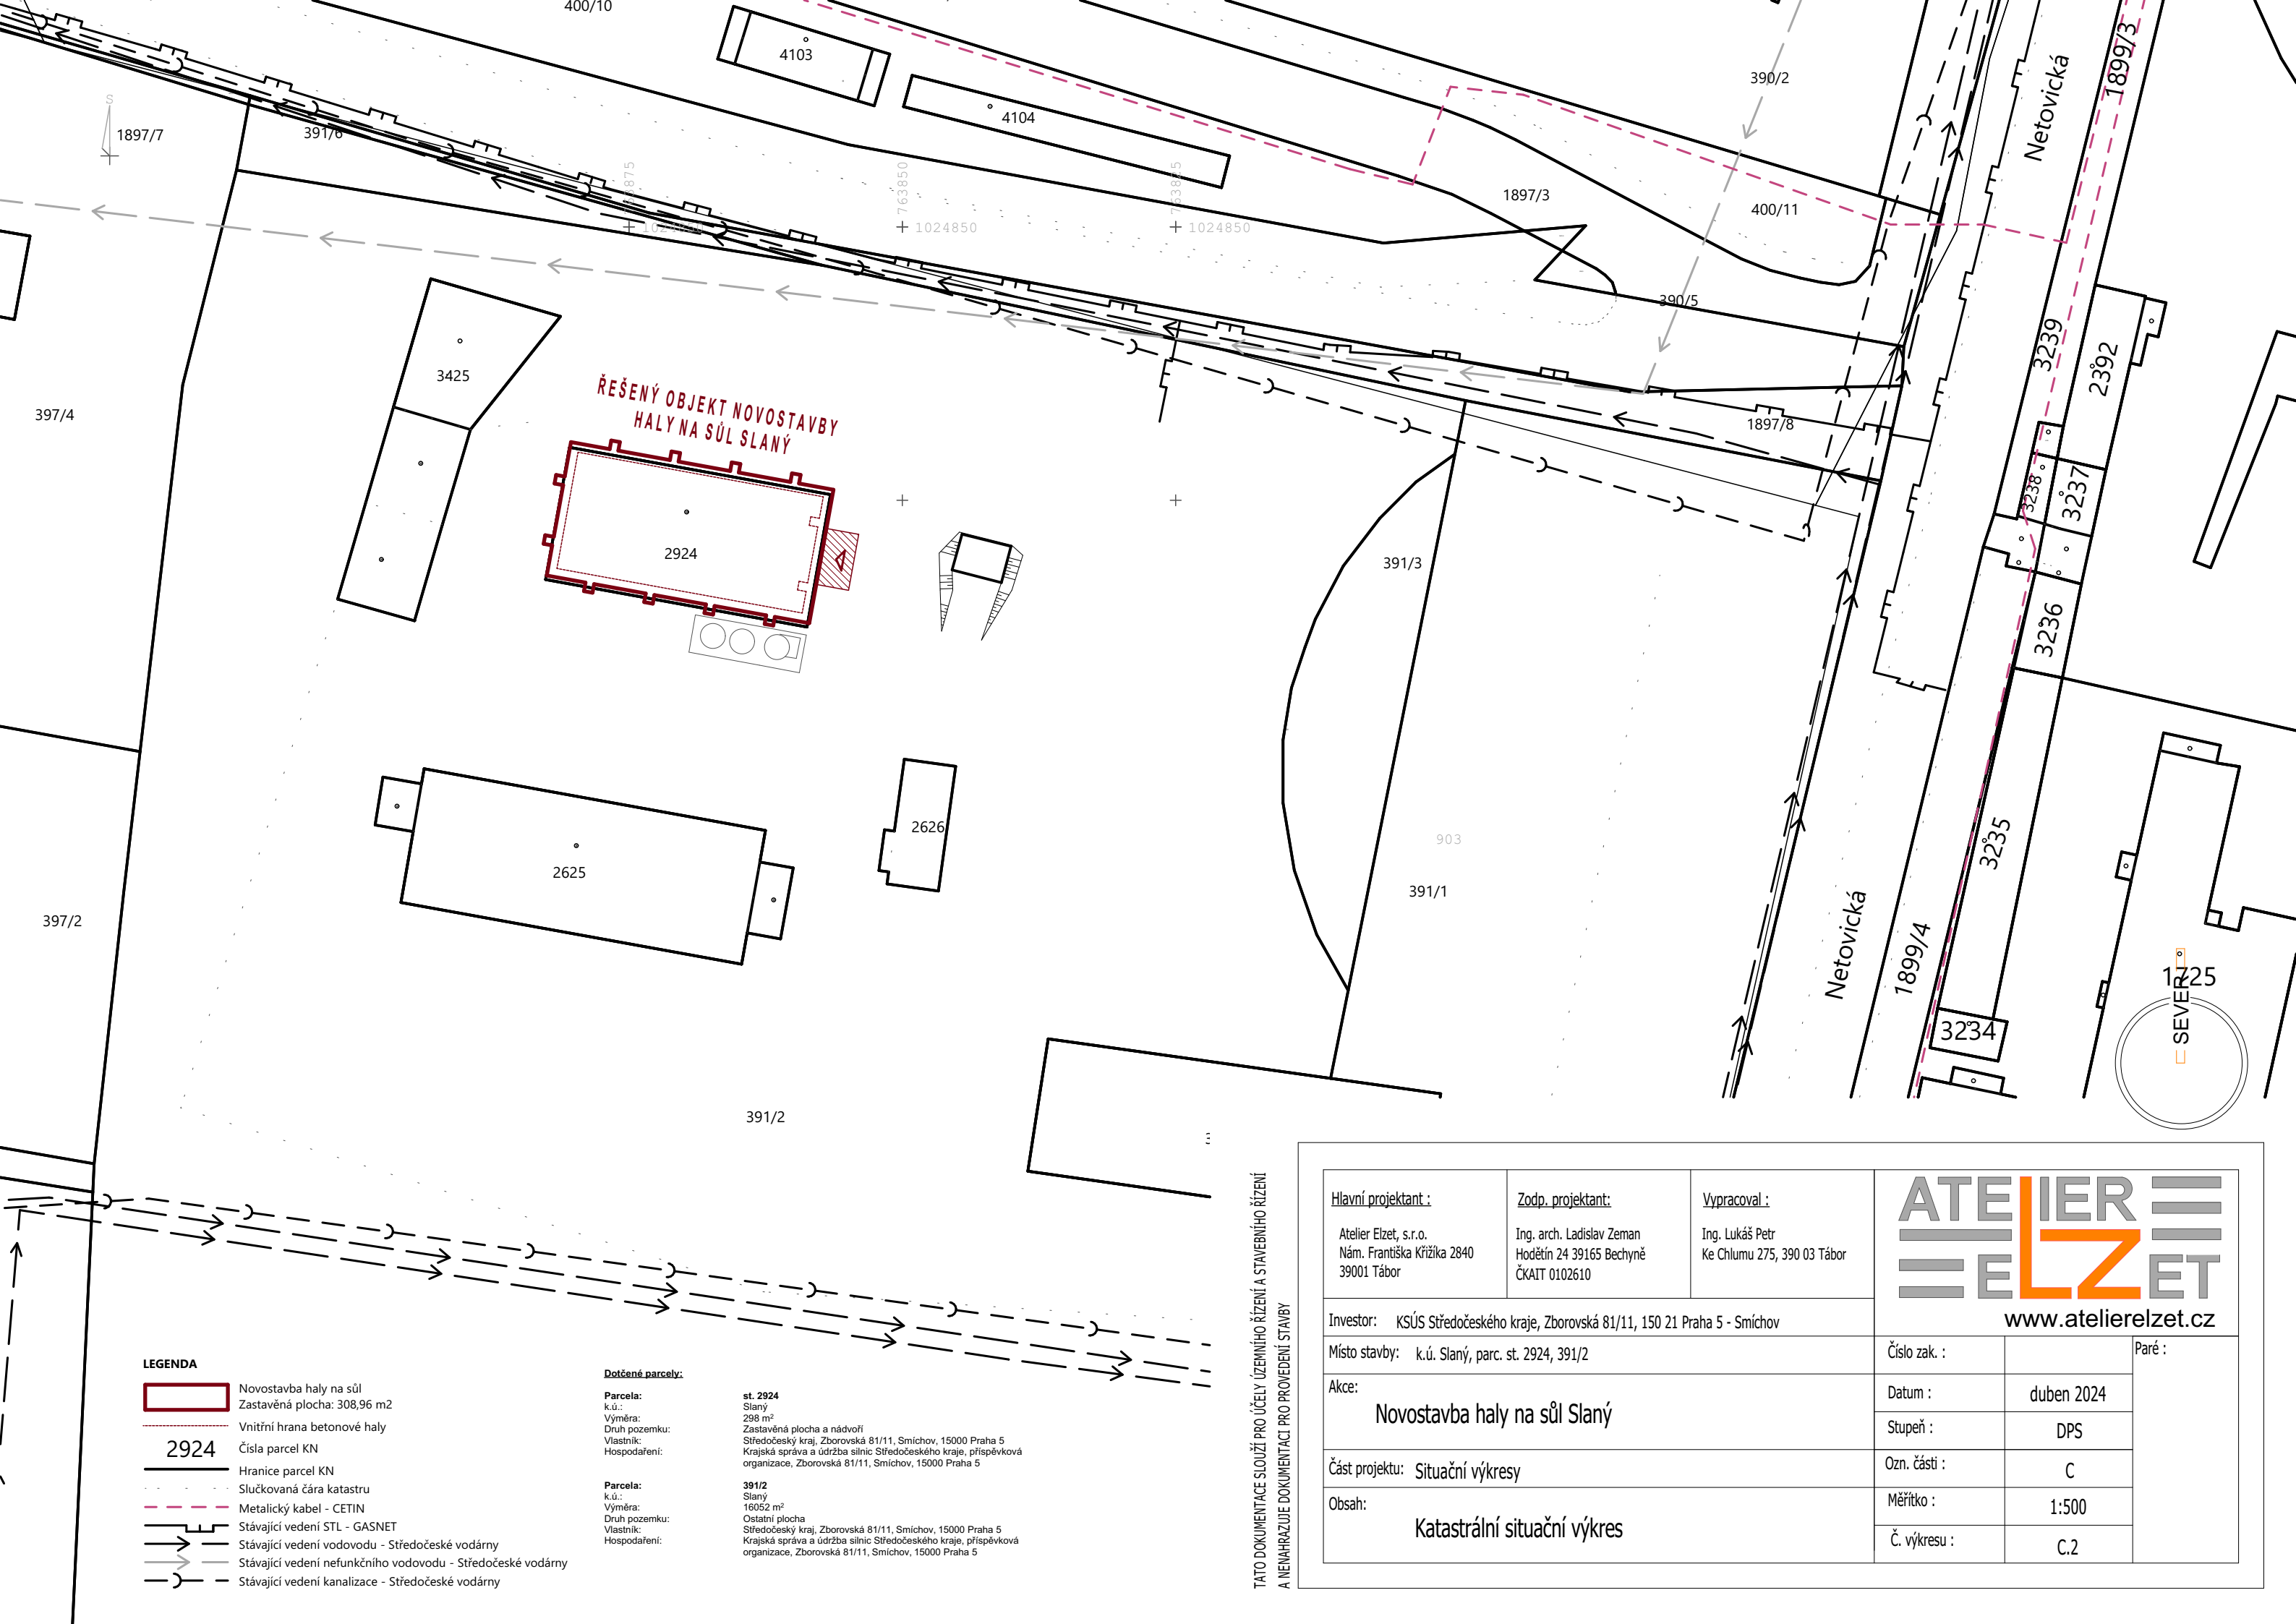 400/10
4103
4104
390/2
Netovická
1899/3
S
1897/7
391/6
763850
1024850
1024850
1024850
1897/3
400/11
390/5
3239
2392
3425
397/4
ŘEŠENÝ OBJEKT NOVOSTAVBY
HALY NA SŮL SLANÝ
1897/8
3238
3237
2924
391/3
3236
2626
2625
903
391/1
3235
397/2
Netovická
1899/4
1725
SEVER
3234
391/2
LEGENDA
Novostavba haly na sůl
Zastavěná plocha: 308,96 m2
Vnitřní hrana betonové haly
2924 Čísla parcel KN
Hranice parcel KN
Slučkovaná čára katastru
Metalický kabel - CETIN
Stávající vedení STL - GASNET
Stávající vedení vodovodu - Středočeské vodárny
Stávající vedení nefunkčního vodovodu - Středočeské vodárny
Stávající vedení kanalizace - Středočeské vodárny
Dotčené parcely:
Parcela: st. 2924
k.ú.: Slaný
Výměra: 298 m²
Druh pozemku: Zastavěná plocha a nádvoří
Vlastník: Středočeský kraj, Zborovská 81/11, Smíchov, 15000 Praha 5
Hospodaření: Krajská správa a údržba silnic Středočeského kraje, příspěvková
organizace, Zborovská 81/11, Smíchov, 15000 Praha 5
Parcela: 391/2
k.ú.: Slaný
Výměra: 16052 m²
Druh pozemku: Ostatní plocha
Vlastník: Středočeský kraj, Zborovská 81/11, Smíchov, 15000 Praha 5
Hospodaření: Krajská správa a údržba silnic Středočeského kraje, příspěvková
organizace, Zborovská 81/11, Smíchov, 15000 Praha 5
TATO DOKUMENTACE SLOUŽÍ PRO ÚČELY ÚZEMNÍHO ŘÍZENÍ A STAVEBNÍHO ŘÍZENÍ
A NENAHRAZUJE DOKUMENTACI PRO PROVEDENÍ STAVBY
Hlavní projektant :
Atelier Elzet, s.r.o.
Nám. Františka Křižíka 2840
39001 Tábor
Zodp. projektant:
Ing. arch. Ladislav Zeman
Hodětín 24 39165 Bechyně
ČKAIT 0102610
Vypracoval :
Ing. Lukáš Petr
Ke Chlumu 275, 390 03 Tábor
ATELIER
ELZET
www.atelierelzet.cz
Investor: KSÚS Středočeského kraje, Zborovská 81/11, 150 21 Praha 5 - Smíchov
Místo stavby: k.ú. Slaný, parc. st. 2924, 391/2
Akce:
Novostavba haly na sůl Slaný
Část projektu: Situační výkresy
Obsah:
Katastrální situační výkres
Číslo zak. :
Paré :
Datum : duben 2024
Stupeň : DPS
Ozn. části : C
Měřítko : 1:500
Č. výkresu : C.2